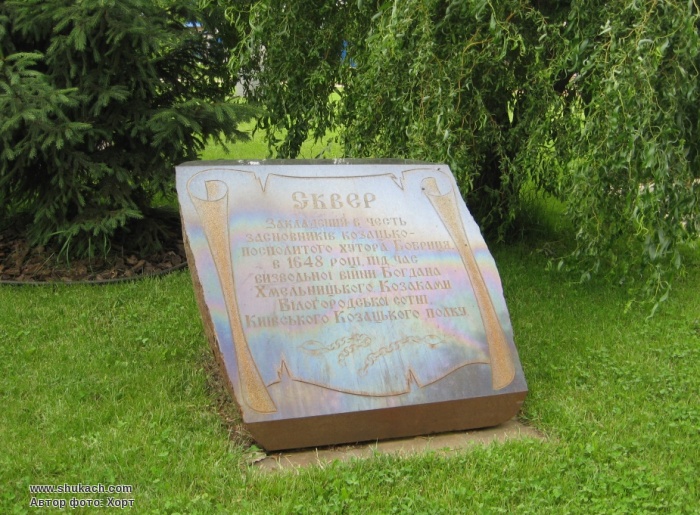 Сквер
Закладений в честь
засновників козацько-
посполитого хутора Бобриця
в 1648 році під час
визвольної війни Богдана
Хмельницького Козаками
Білогородської сотні
Київського Козацького полку
www.shukach.com
Автор фото: Хорт